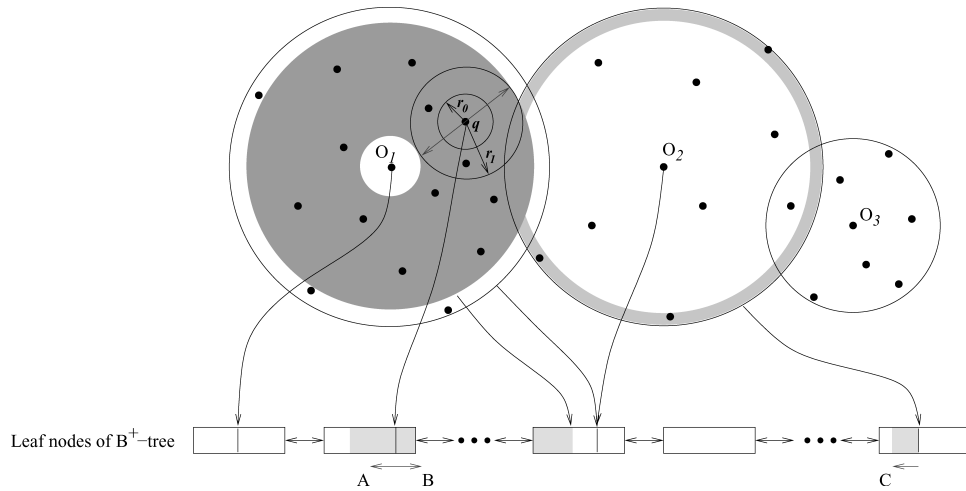 r0
q
O1
r1
O2
O3
Leaf nodes of B+−tree
A B C